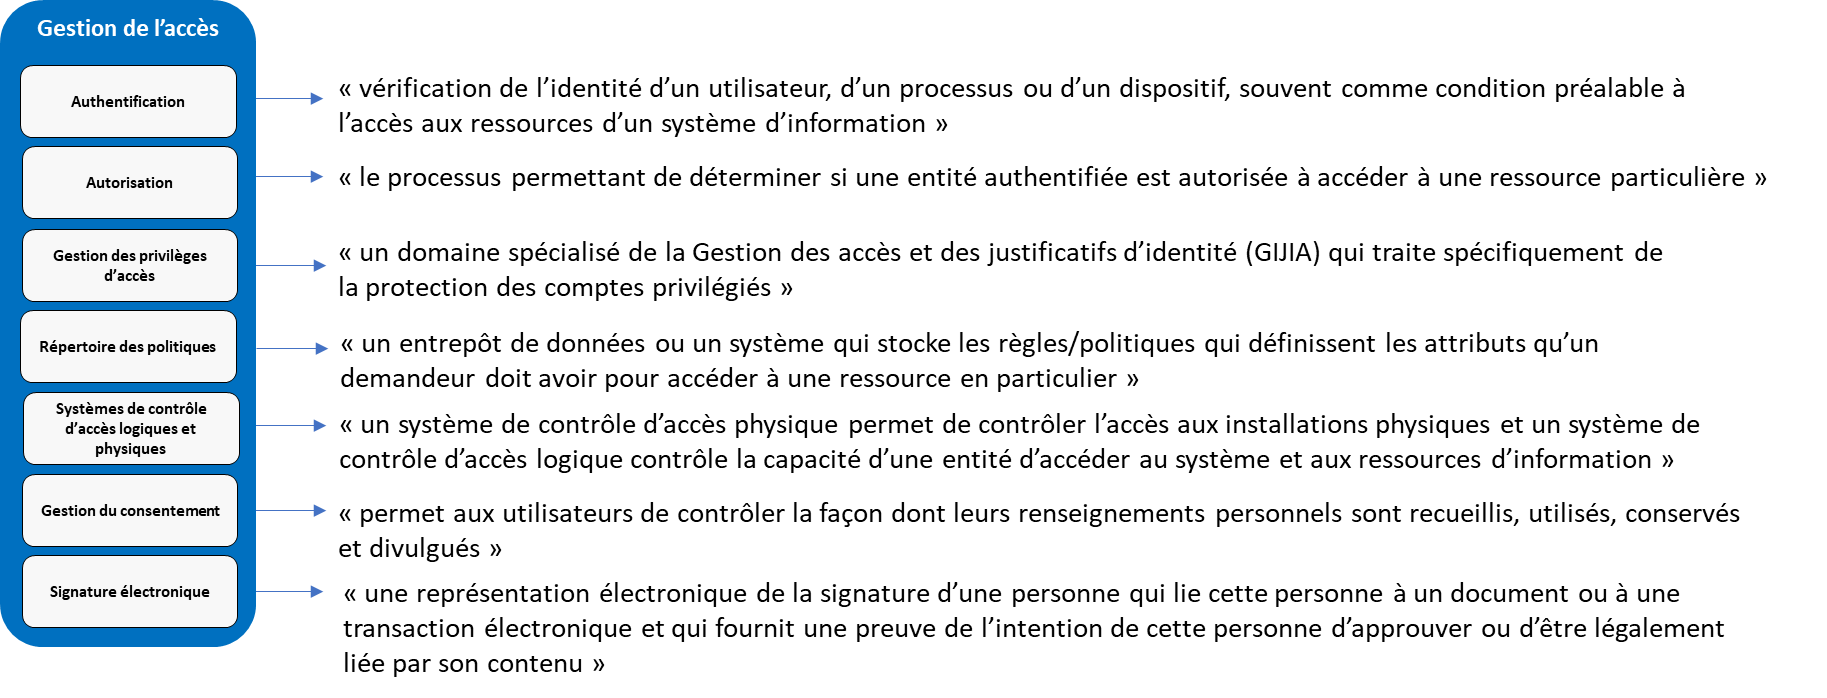 Gestion de l’accès
Authentification
« vérification de l’identité d’un utilisateur, d’un processus ou d’un dispositif, souvent comme condition préalable à
l’accès aux ressources d’un système d’information »
Autorisation
« le processus permettant de déterminer si une entité authentifiée est autorisée à accéder à une ressource particulière »
Gestion des privilèges
d’accès
« un domaine spécialisé de la Gestion des accès et des justificatifs d’identité (GIJIA) qui traite spécifiquement de
la protection des comptes privilégiés »
Répertoire des politiques
« un entrepôt de données ou un système qui stocke les règles/politiques qui définissent les attributs qu’un
demandeur doit avoir pour accéder à une ressource en particulier »
Systèmes de contrôle
d’accès logiques et
physiques
« un système de contrôle d’accès physique permet de contrôler l’accès aux installations physiques et un système de
contrôle d’accès logique contrôle la capacité d’une entité d’accéder au système et aux ressources d’information »
Gestion du consentement
« permet aux utilisateurs de contrôler la façon dont leurs renseignements personnels sont recueillis, utilisés, conservés
et divulgués »
Signature électronique
« une représentation électronique de la signature d’une personne qui lie cette personne à un document ou à une
transaction électronique et qui fournit une preuve de l’intention de cette personne d’approuver ou d’être légalement
liée par son contenu »